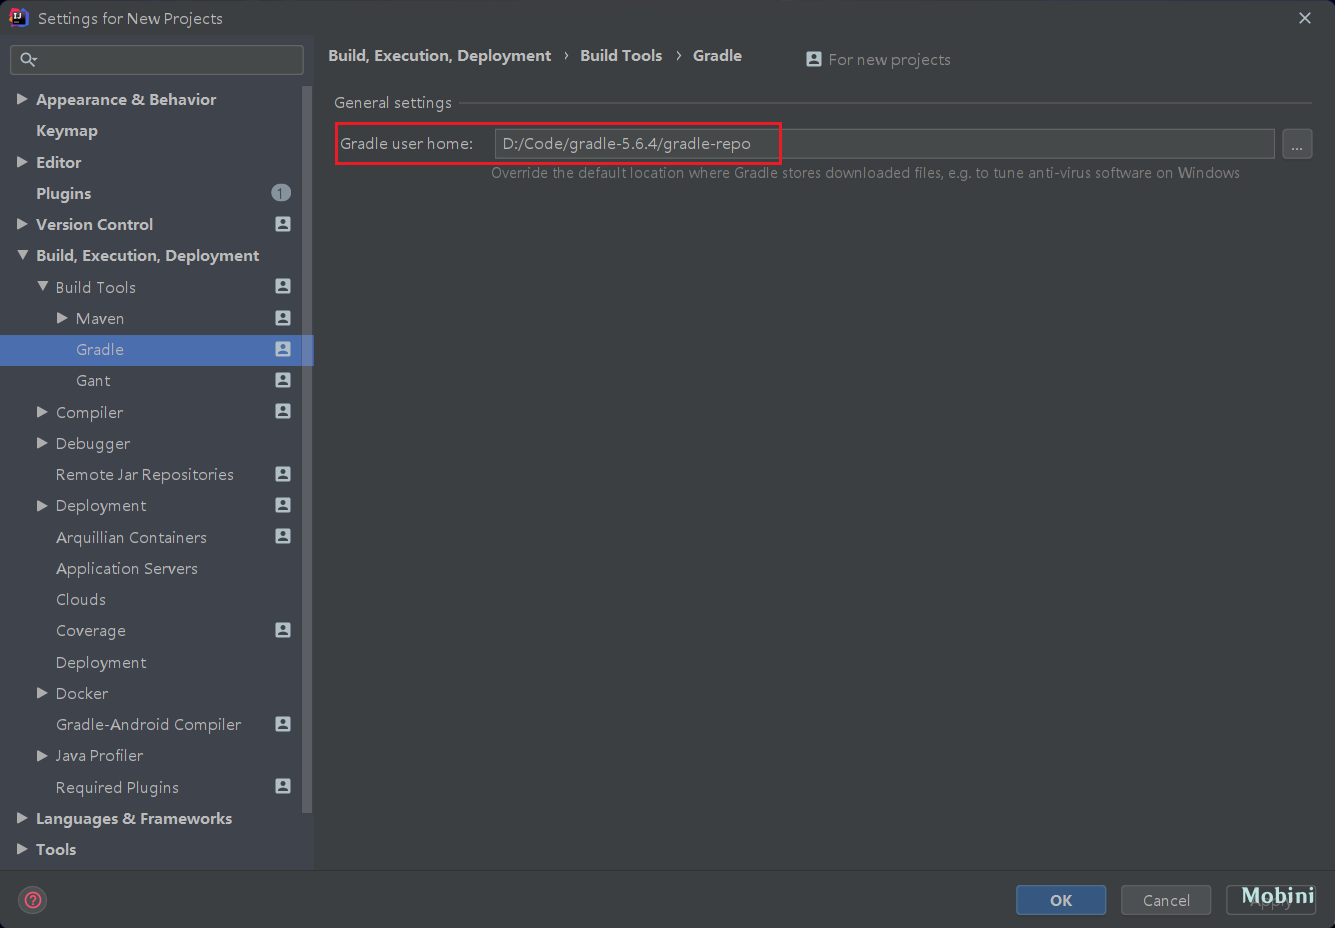 Settings for New Projects
Build, Execution, Deployment › Build Tools › Gradle
For new projects
Appearance & Behavior
Keymap
Editor
Plugins
1
Version Control
Build, Execution, Deployment
Build Tools
Maven
Gradle
Gant
Compiler
Debugger
Remote Jar Repositories
Deployment
Arquillian Containers
Application Servers
Clouds
Coverage
Deployment
Docker
Gradle-Android Compiler
Java Profiler
Required Plugins
Languages & Frameworks
Tools
General settings
Gradle user home: D:/Code/gradle-5.6.4/gradle-repo
...
Override the default location where Gradle stores downloaded files, e.g. to tune anti-virus software on Windows
?
OK
Cancel
Apply
Mobini